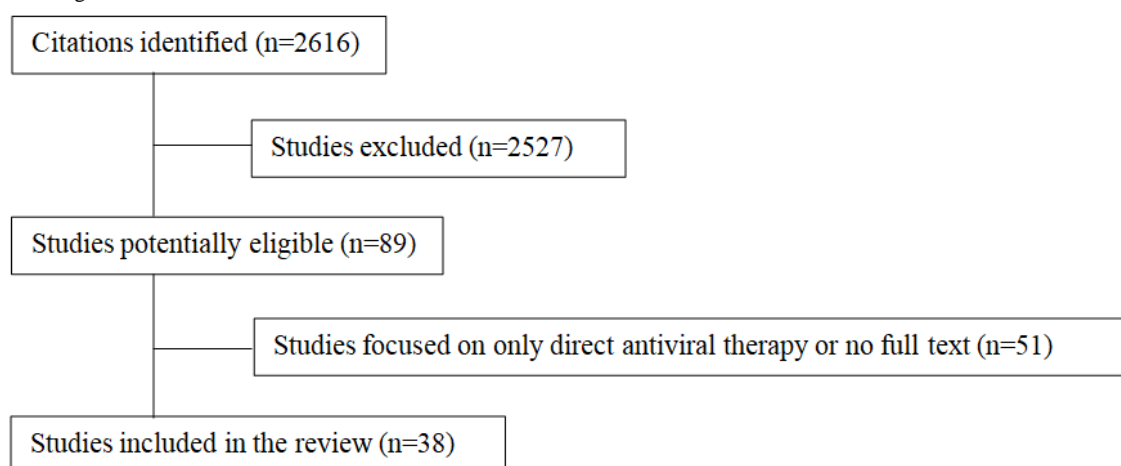 Citations identified (n=2616)
Studies excluded (n=2527)
Studies potentially eligible (n=89)
Studies focused on only direct antiviral therapy or no full text (n=51)
Studies included in the review (n=38)